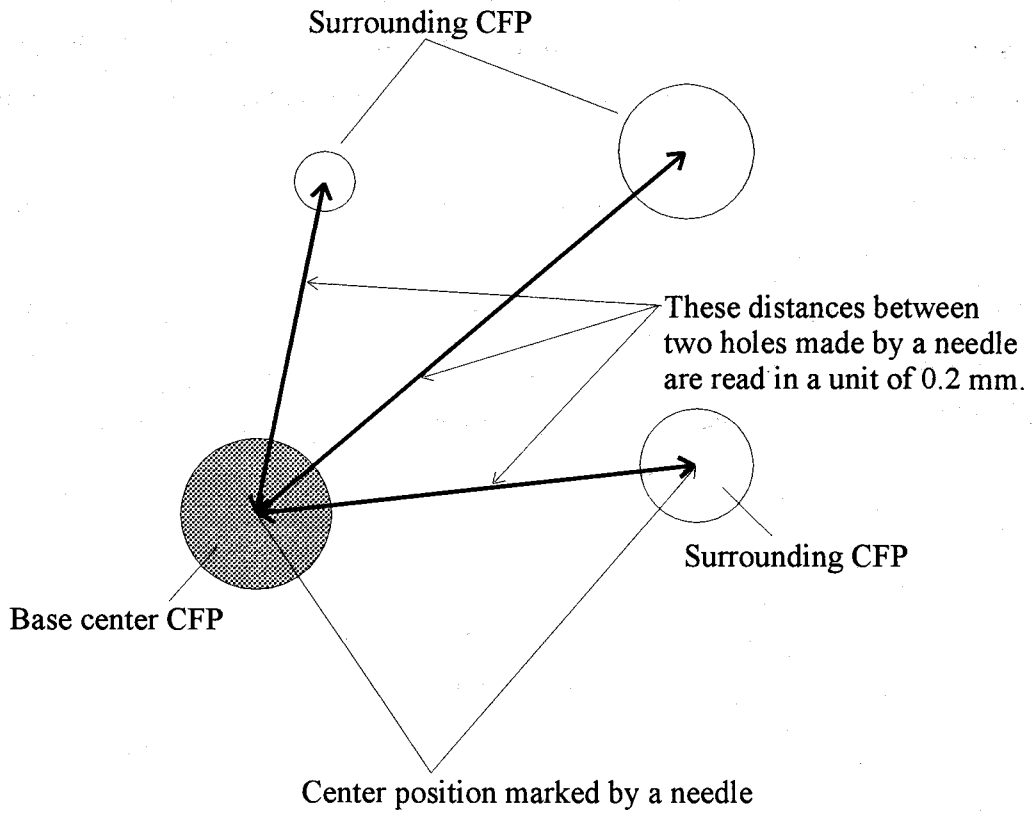 Surrounding CFP
These distances between
two holes made by a needle
are read in a unit of 0.2 mm.
Surrounding CFP
Base center CFP
Center position marked by a needle